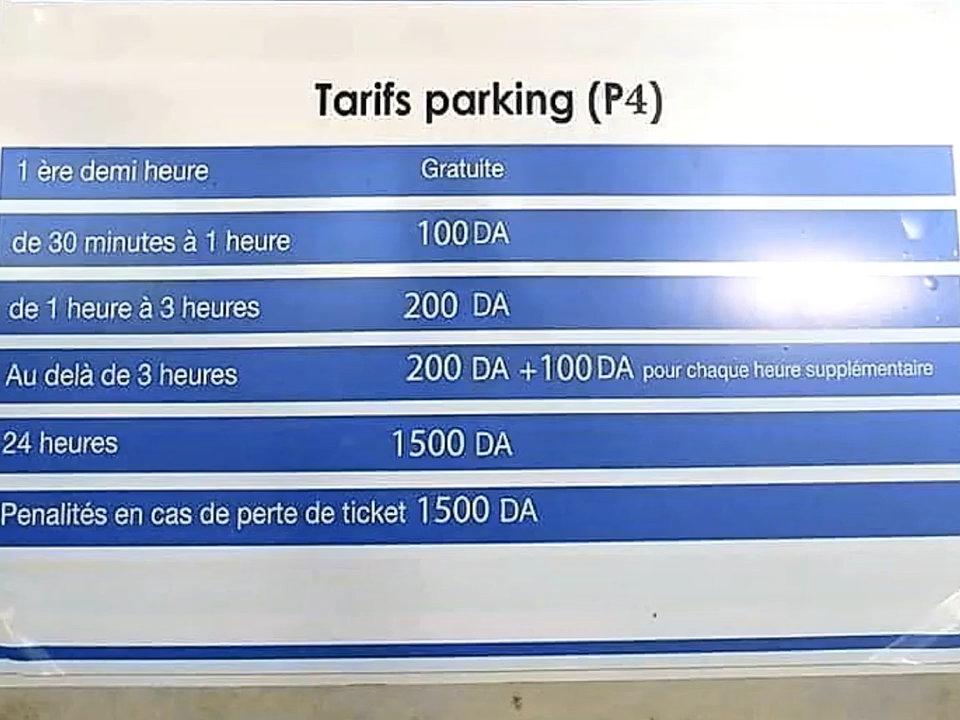 Tarifs parking (P4)
1 ère demi heure Gratuite
de 30 minutes à 1 heure 100 DA
de 1 heure à 3 heures 200 DA
Au delà de 3 heures 200 DA +100 DA pour chaque heure supplémentaire
24 heures 1500 DA
Penalités en cas de perte de ticket 1500 DA